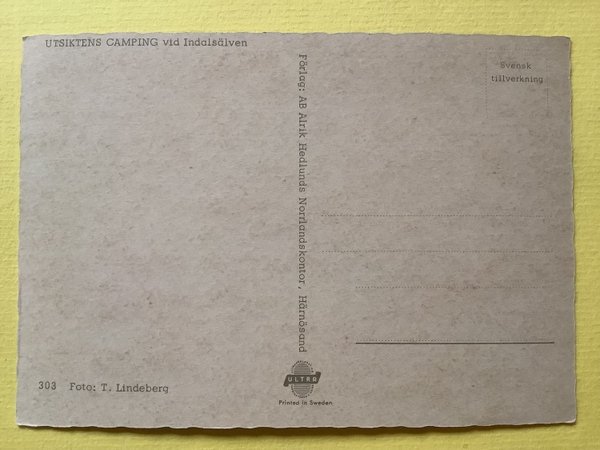 UTSIKTENS CAMPING vid Indalsälven
Svensk
tillverkning
Förlag: AB Alrik Hedlunds Norrlandskontor, Härnösand
303 Foto: T. Lindeberg
ULTRA
Printed in Sweden